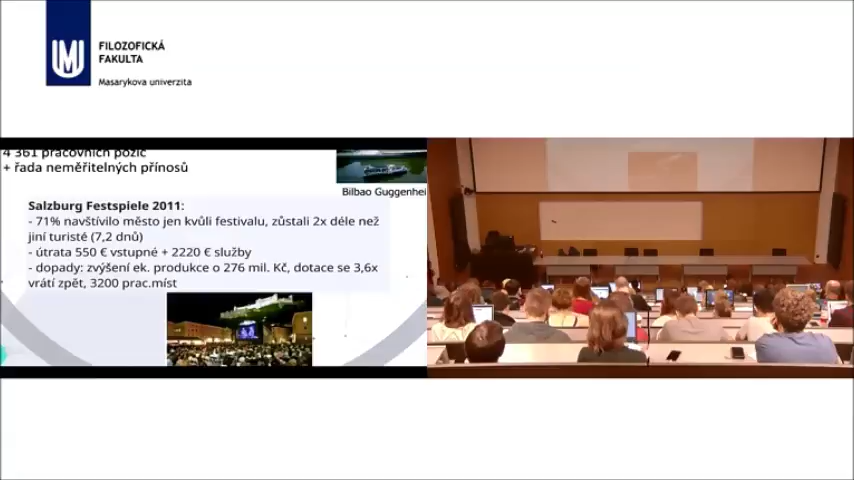 FILOZOFICKÁ
FAKULTA
Masarykova univerzita
4 361 pracovních pozic
+ řada neměřitelných přínosů
Bilbao Guggenhei
Salzburg Festspiele 2011:
- 71% navštívilo město jen kvůli festivalu, zůstali 2x déle než
jiní turisté (7,2 dnů)
- útrata 550 € vstupné + 2220 € služby
- dopady: zvýšení ek. produkce o 276 mil. Kč, dotace se 3,6x
vrátí zpět, 3200 prac.míst